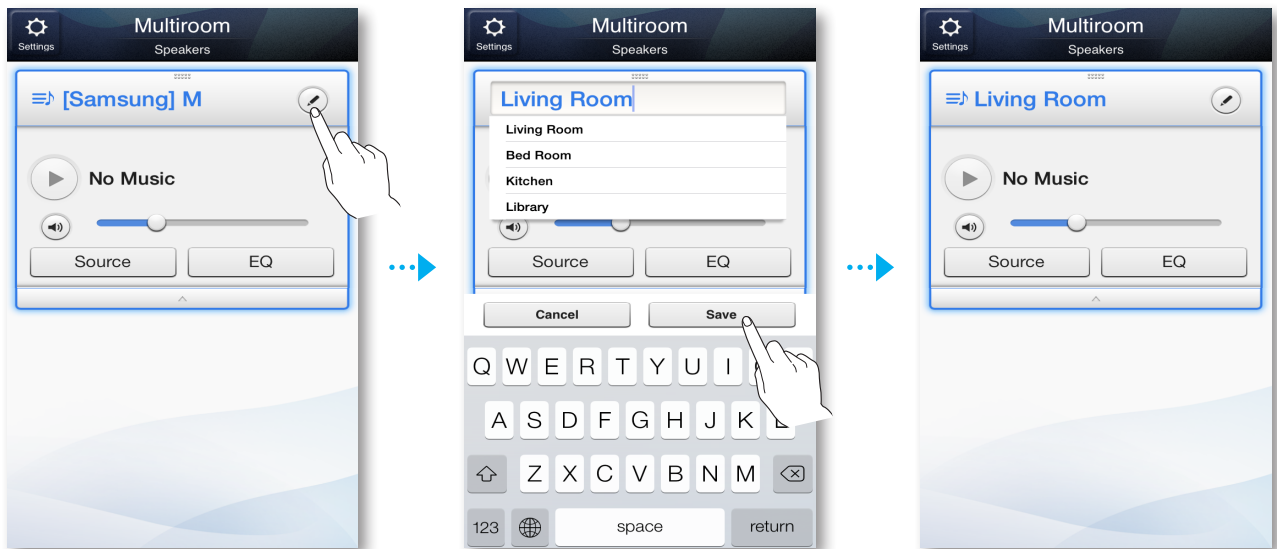 Multiroom
Settings
Speakers
[Samsung] M
No Music
Source EQ
Multiroom
Settings
Speakers
Living Room
Living Room
Bed Room
Kitchen
Library
Source EQ
Cancel Save
Q W E R T Y U I
A S D F G H J K L
Z X C V B N M
123 space return
Multiroom
Settings
Speakers
Living Room
No Music
Source EQ